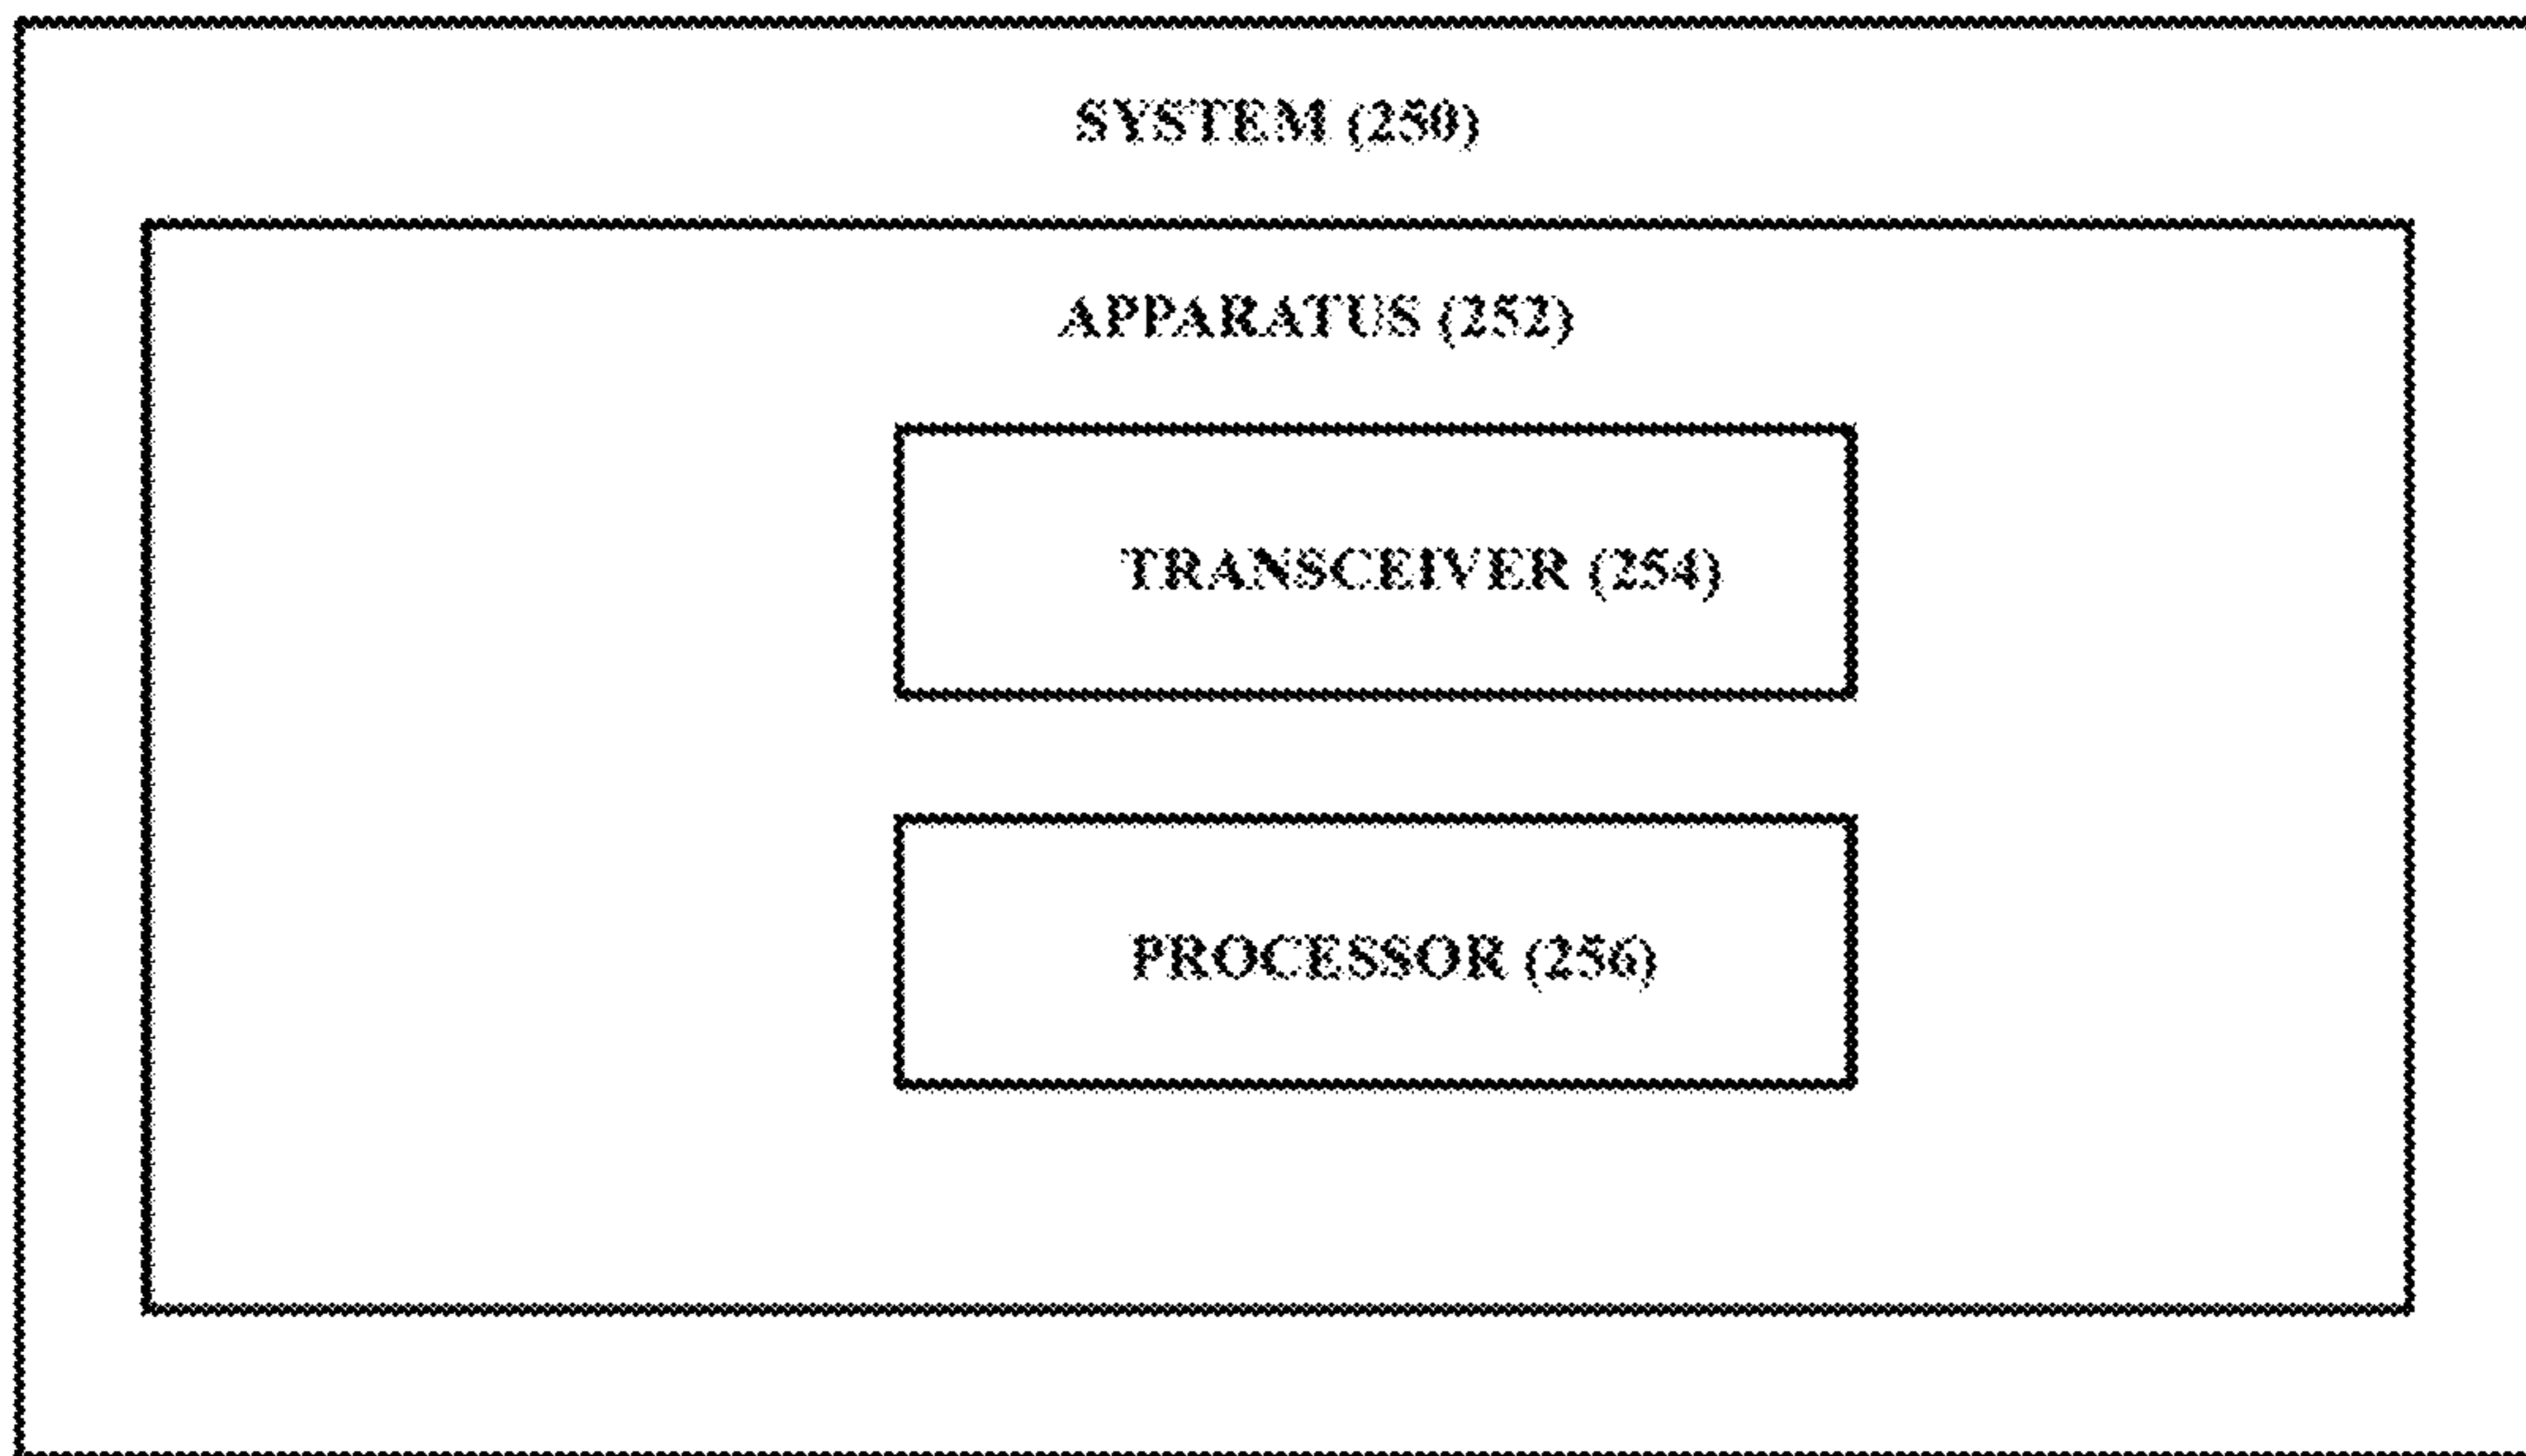 SYSTEM (250)
APPARATUS (252)
TRANSCEIVER (254)
PROCESSOR (256)